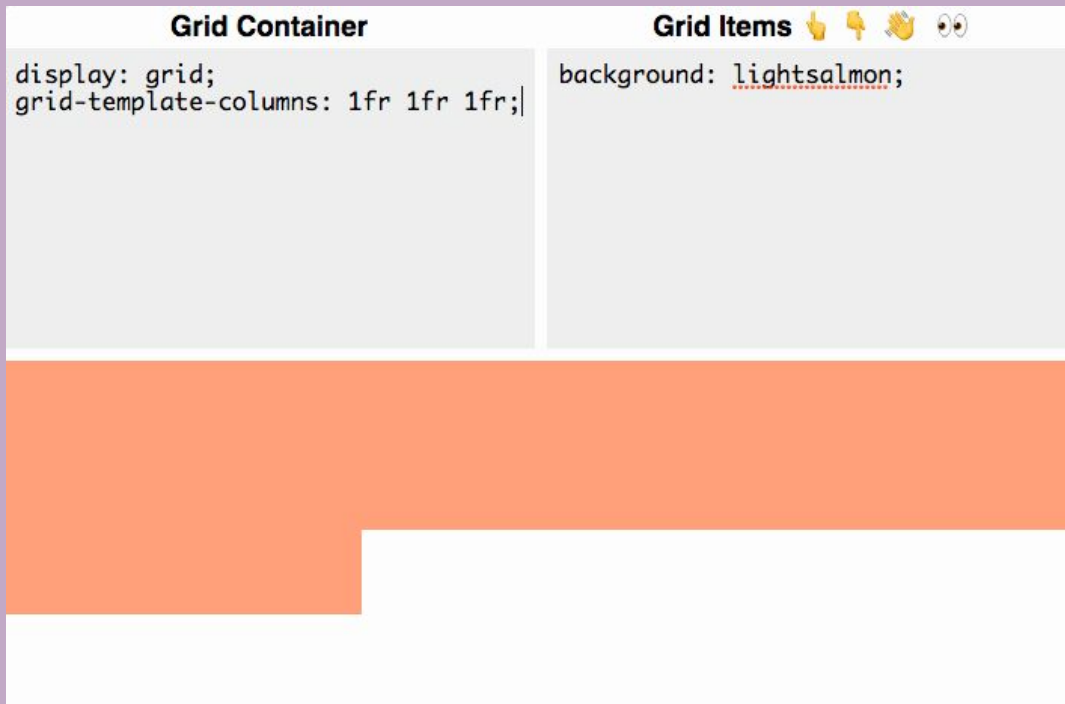 Grid Container
Grid Items 👆 👇 👋 👀
display: grid;
grid-template-columns: 1fr 1fr 1fr;
background: lightsalmon;